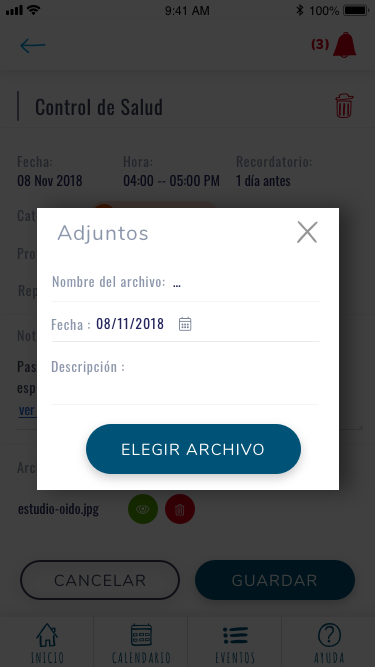 9:41 AM 100%
(3)
Control de Salud
Fecha: Hora: Recordatorio:
08 Nov 2018 04:00 -- 05:00 PM 1 día antes
Adjuntos
Nombre del archivo: ...
Fecha : 08/11/2018
Descripción :
ELEGIR ARCHIVO
Cat
Pro
Rep
Not
Pas
esp
ver
Arc
estudio-oido.jpg
CANCELAR GUARDAR
INICIO CALENDARIO EVENTOS AYUDA